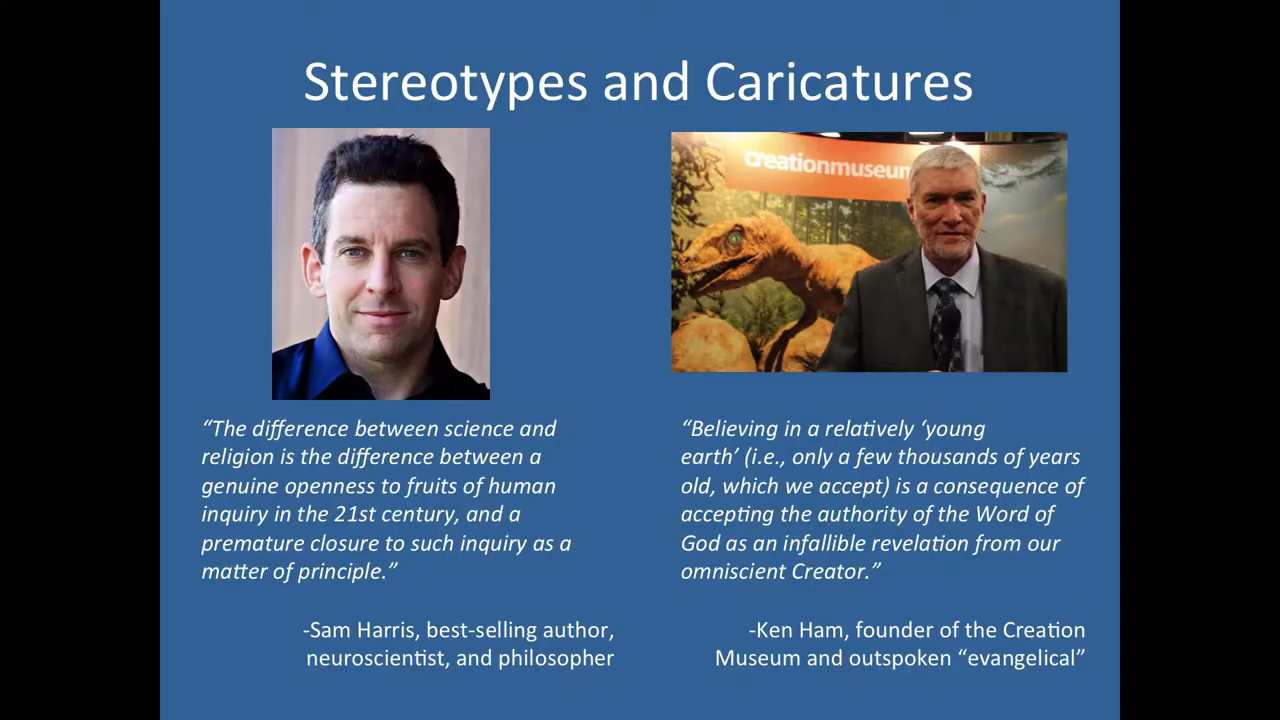 Stereotypes and Caricatures
creationmuseum
“The difference between science and
religion is the difference between a
genuine openness to fruits of human
inquiry in the 21st century, and a
premature closure to such inquiry as a
matter of principle.”
-Sam Harris, best-selling author,
neuroscientist, and philosopher
“Believing in a relatively ‘young
earth’ (i.e., only a few thousands of years
old, which we accept) is a consequence of
accepting the authority of the Word of
God as an infallible revelation from our
omniscient Creator.”
-Ken Ham, founder of the Creation
Museum and outspoken “evangelical”